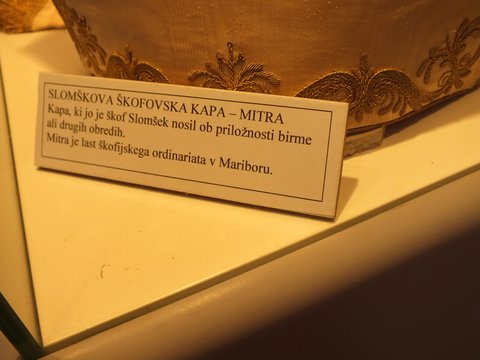 SLOMŠKOVA ŠKOFOVSKA KAPA – MITRA
Kapa, ki jo je škof Slomšek nosil ob priložnosti birme
ali drugih obredih.
Mitra je last škofijskega ordinariata v Mariboru.